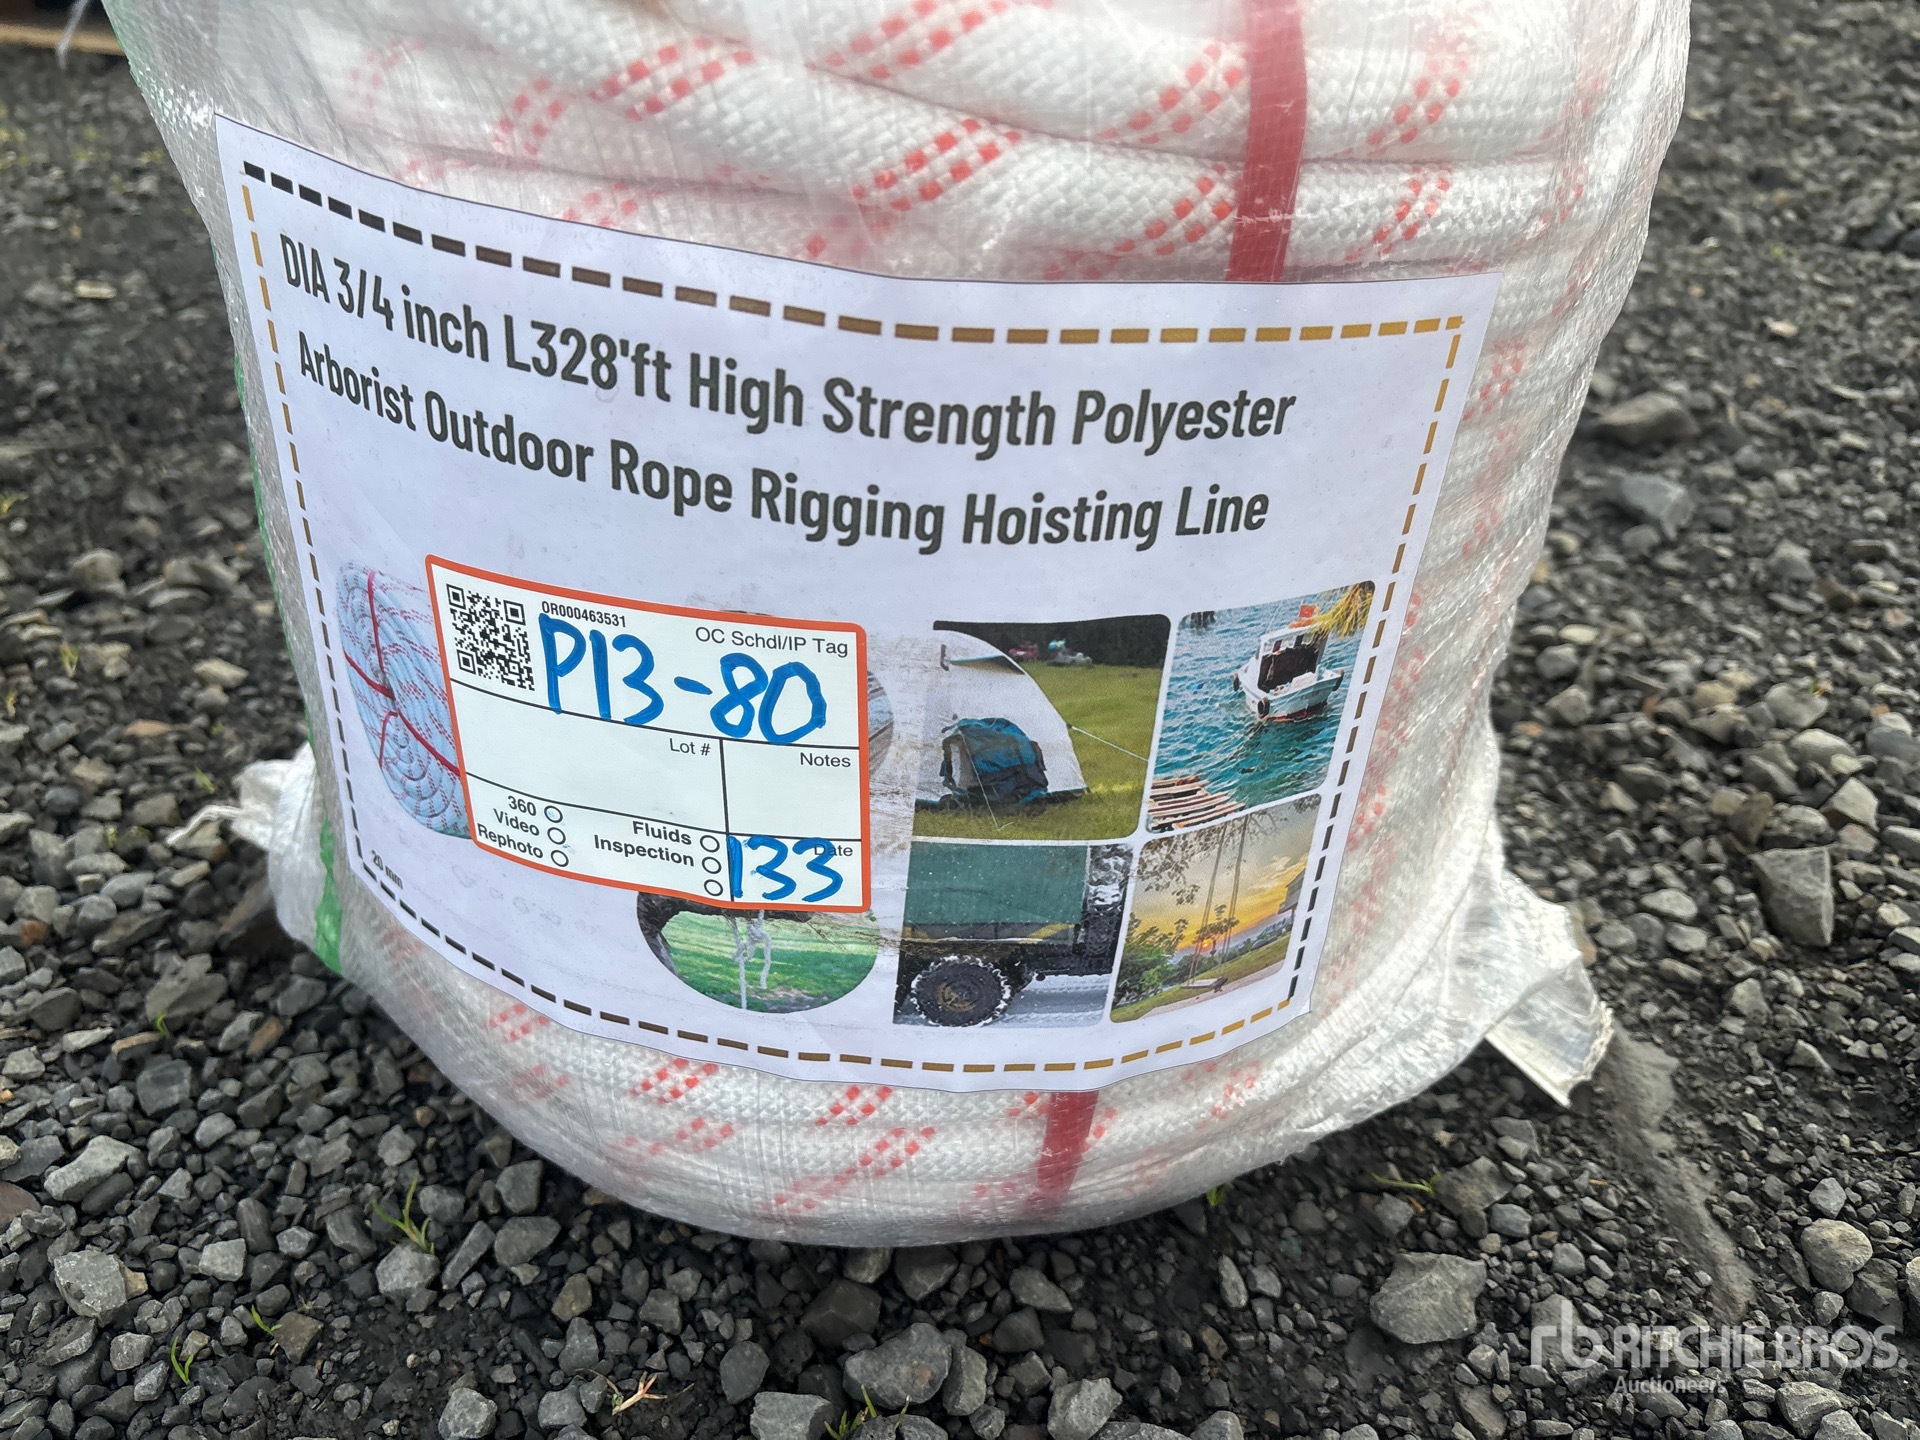 DIA 3/4 inch L328'ft High Strength Polyester
Arborist Outdoor Rope Rigging Hoisting Line
OR000463531
OC Schdl/IP Tag
P13-80
Lot #
Notes
360
Video
Rephoto
Fluids
Inspection
Date
133
20 mm
rb RITCHIE BROS.
Auctioneers